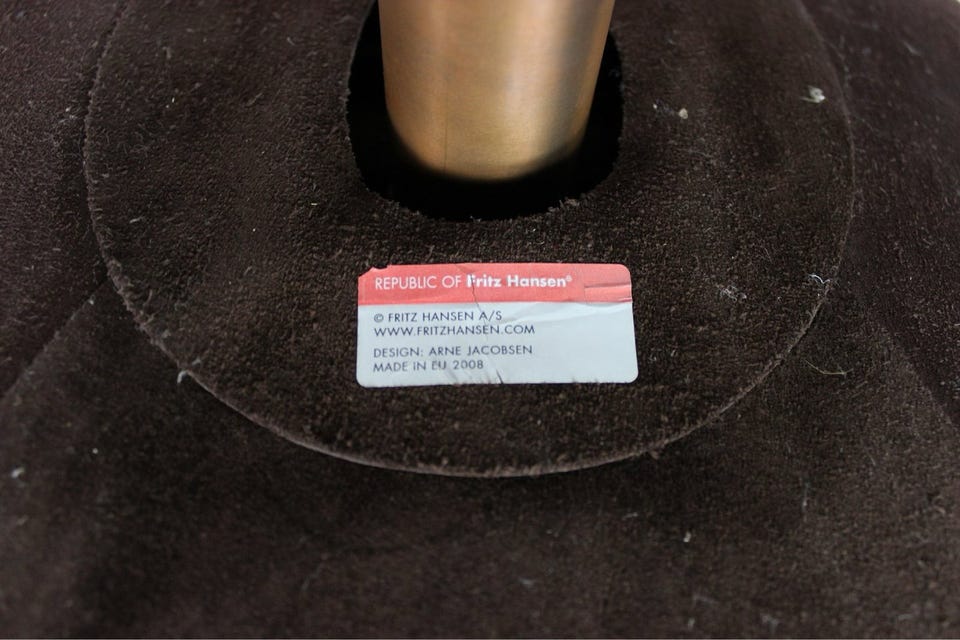 REPUBLIC OF Fritz Hansen®
© FRITZ HANSEN A/S
WWW.FRITZHANSEN.COM
DESIGN: ARNE JACOBSEN
MADE IN EU 2008